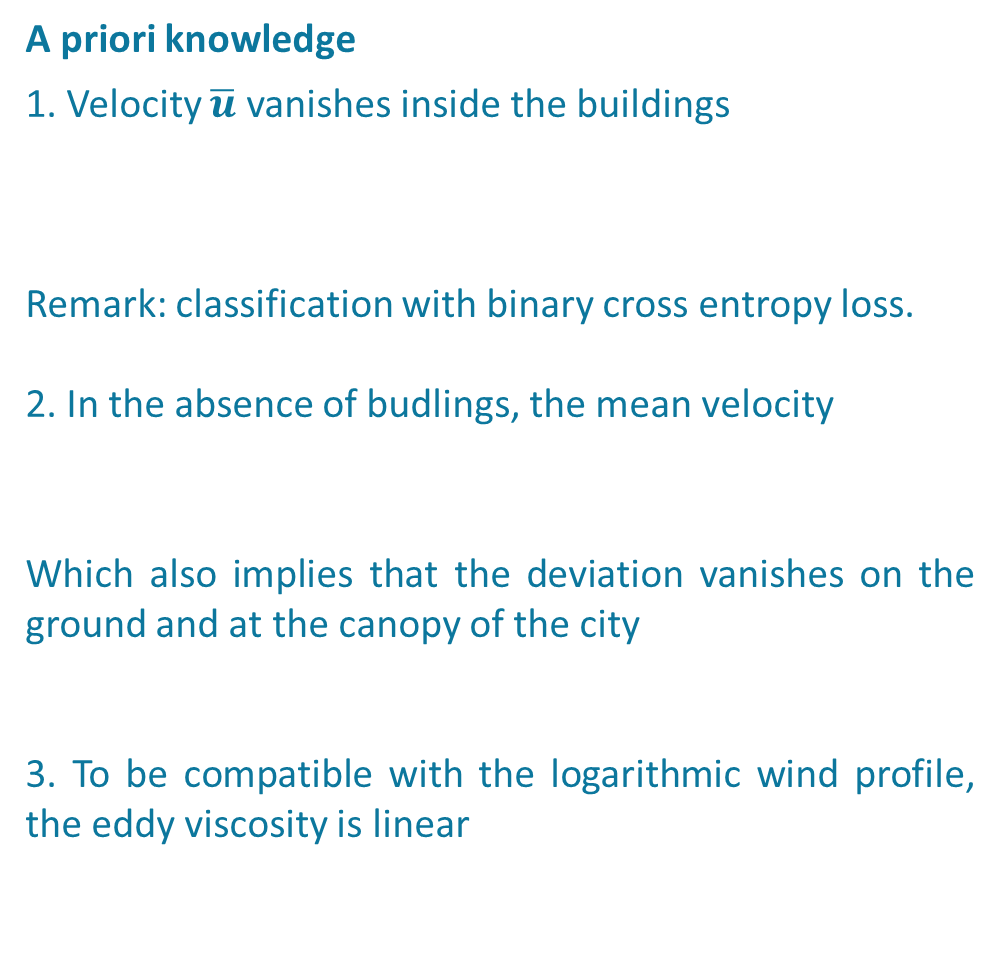 A priori knowledge
1. Velocity u̅ vanishes inside the buildings
Remark: classification with binary cross entropy loss.
2. In the absence of budlings, the mean velocity
Which also implies that the deviation vanishes on the
ground and at the canopy of the city
3. To be compatible with the logarithmic wind profile,
the eddy viscosity is linear